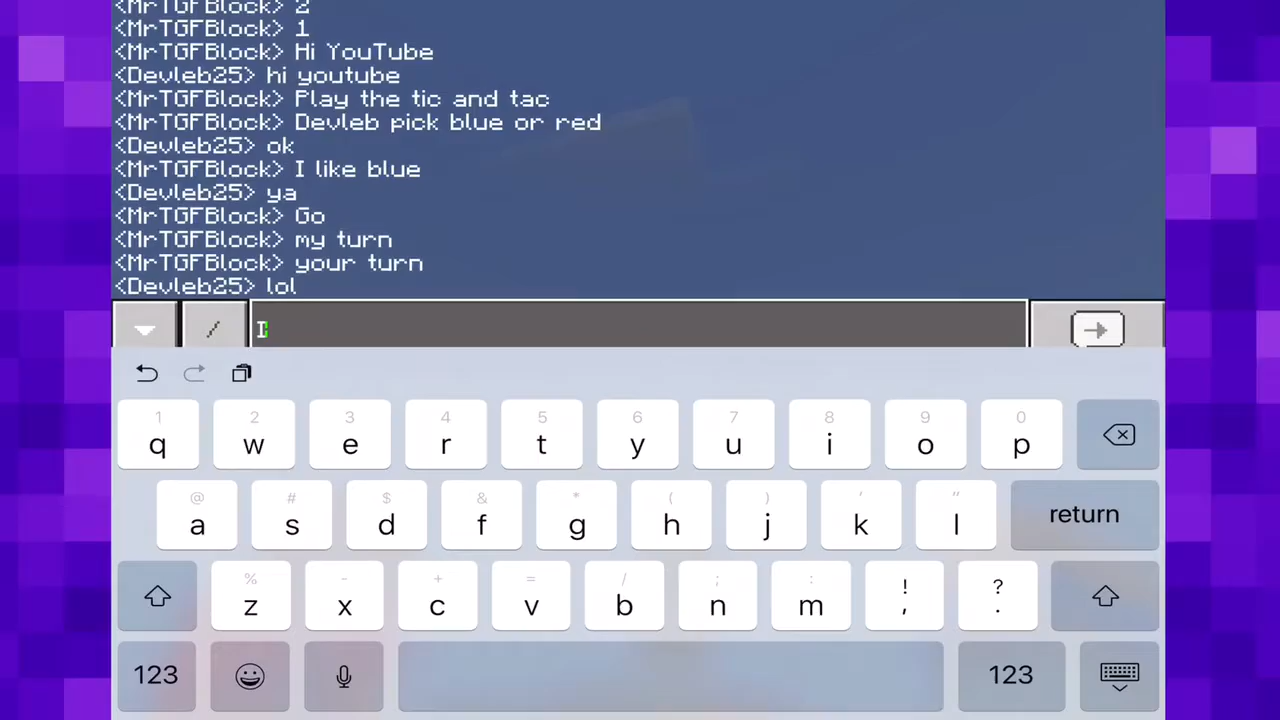 <MrTGFBlock> 2
<MrTGFBlock> 1
<MrTGFBlock> Hi YouTube
<Devleb25> hi youtube
<MrTGFBlock> Play the tic and tac
<MrTGFBlock> Devleb pick blue or red
<Devleb25> ok
<MrTGFBlock> I like blue
<Devleb25> ya
<MrTGFBlock> Go
<MrTGFBlock> my turn
<MrTGFBlock> your turn
<Devleb25> lol
/ I
1 2 3 4 5 6 7 8 9 0
q w e r t y u i o p
@ # $ & * ( ) ' "
a s d f g h j k l return
% - + = / ; : ! ?
z x c v b n m , .
123 123